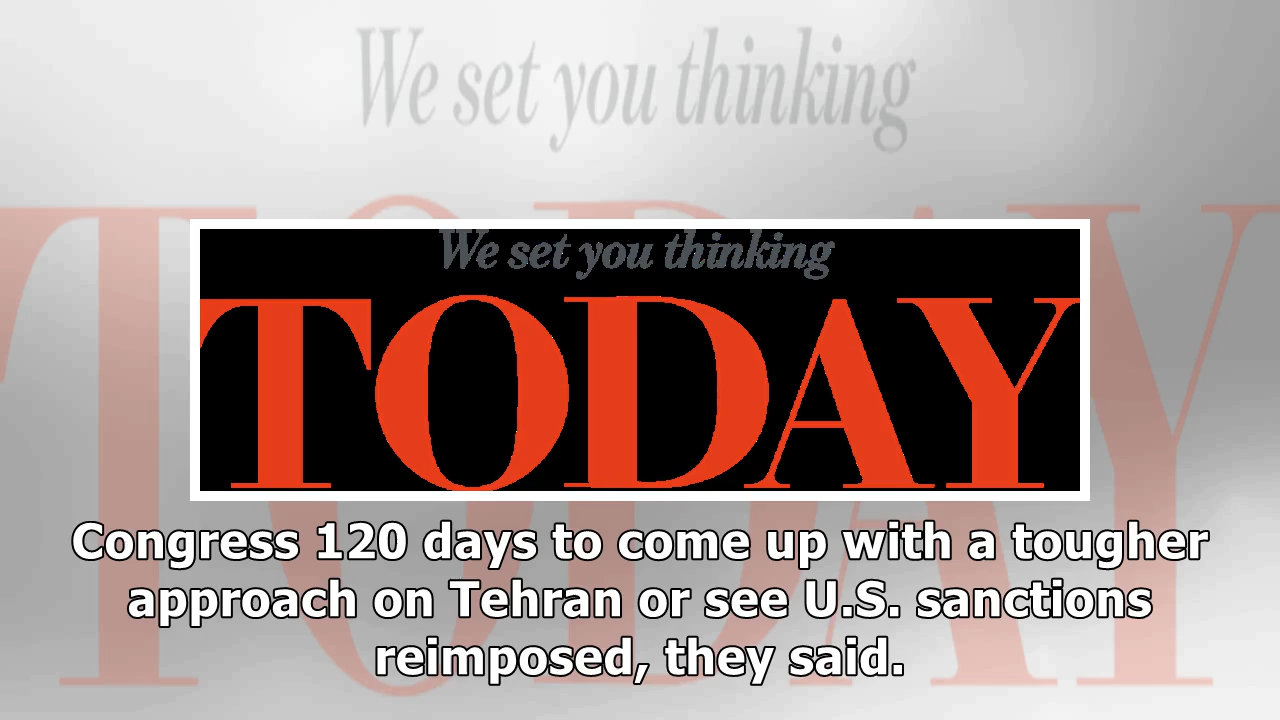 We set you thinking
TODAY
We set you thinking
TODAY
Congress 120 days to come up with a tougher
approach on Tehran or see U.S. sanctions
reimposed, they said.